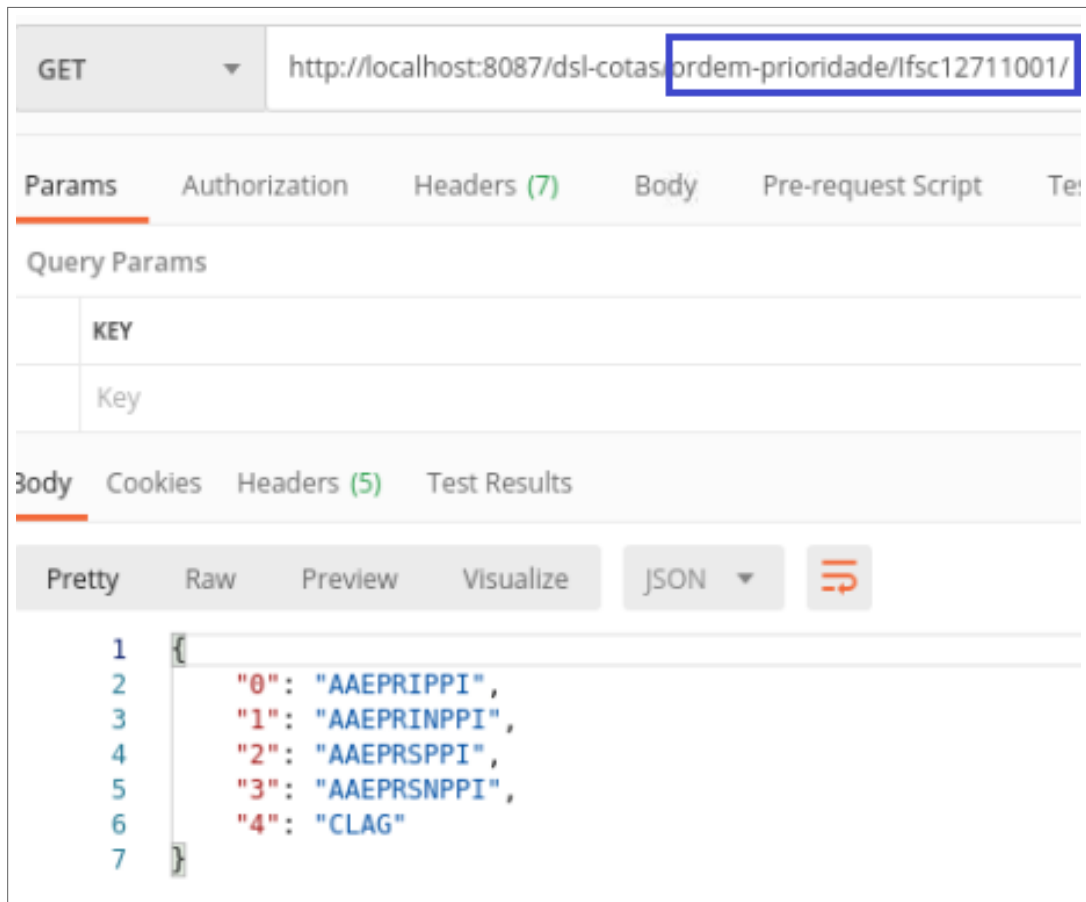 GET http://localhost:8087/dsl-cotas/ordem-prioridade/Ifsc12711001/
Params Authorization Headers (7) Body Pre-request Script Tes
Query Params
KEY
Key
Body Cookies Headers (5) Test Results
Pretty Raw Preview Visualize JSON
1 {
2 "0": "AAEPRIPPI",
3 "1": "AAEPRINPPI",
4 "2": "AAEPRSPPI",
5 "3": "AAEPRSNPPI",
6 "4": "CLAG"
7 }